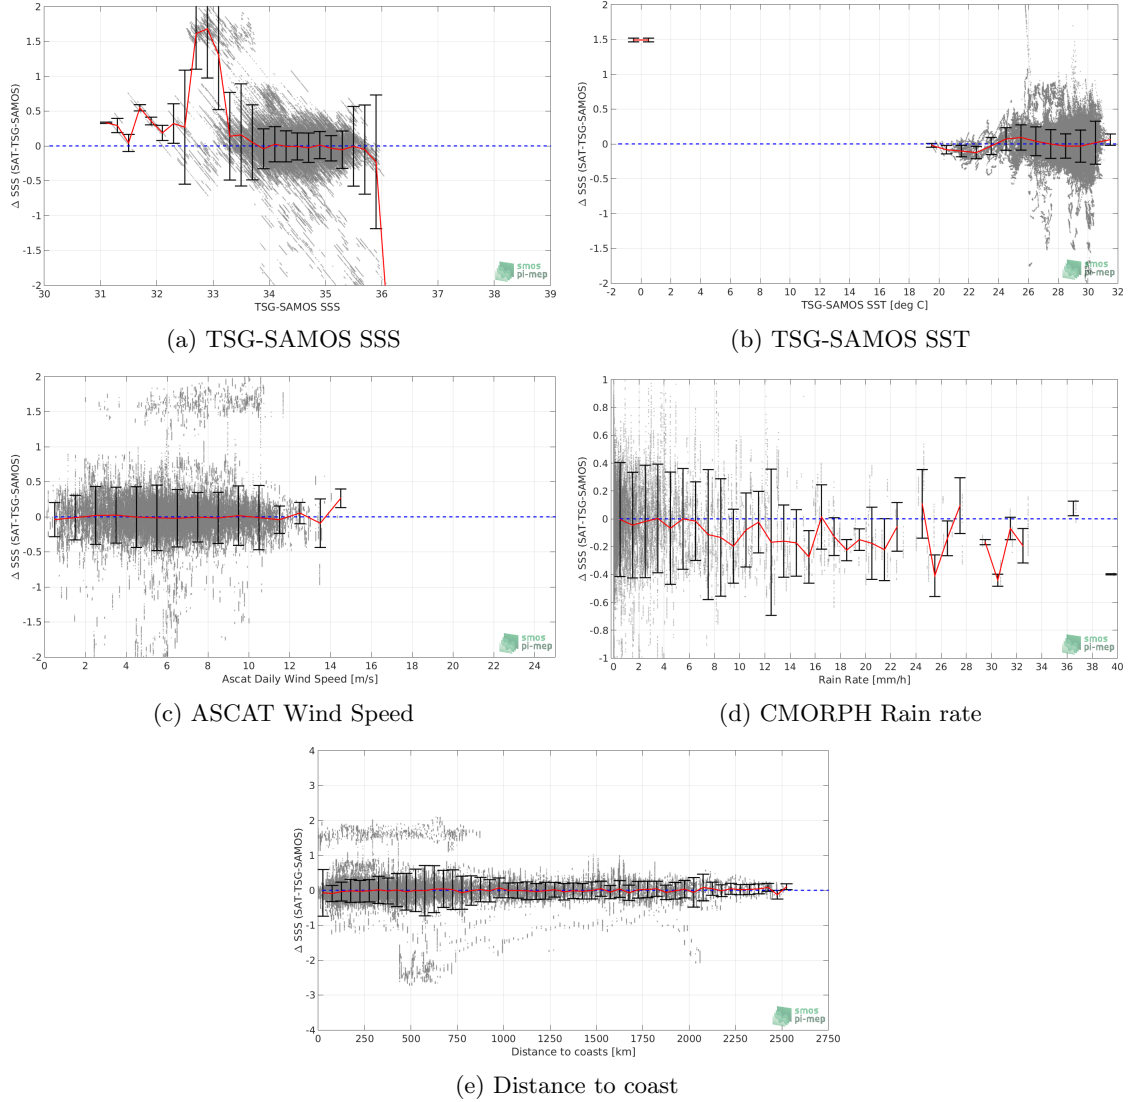 2
1.5
1
0.5
0
-0.5
-1
-1.5
-2
Δ SSS (SAT-TSG-SAMOS)
30 31 32 33 34 35 36 37 38 39
TSG-SAMOS SSS
smos
pi-mep
(a) TSG-SAMOS SSS
2
1.5
1
0.5
0
-0.5
-1
-1.5
-2
Δ SSS (SAT-TSG-SAMOS)
-2 0 2 4 6 8 10 12 14 16 18 20 22 24 26 28 30 32
TSG-SAMOS SST [deg C]
smos
pi-mep
(b) TSG-SAMOS SST
2
1.5
1
0.5
0
-0.5
-1
-1.5
-2
Δ SSS (SAT-TSG-SAMOS)
0 2 4 6 8 10 12 14 16 18 20 22 24
Ascat Daily Wind Speed [m/s]
smos
pi-mep
(c) ASCAT Wind Speed
1
0.8
0.6
0.4
0.2
0
-0.2
-0.4
-0.6
-0.8
-1
Δ SSS (SAT-TSG-SAMOS)
0 2 4 6 8 10 12 14 16 18 20 22 24 26 28 30 32 34 36 38 40
Rain Rate [mm/h]
smos
pi-mep
(d) CMORPH Rain rate
4
3
2
1
0
-1
-2
-3
-4
Δ SSS (SAT-TSG-SAMOS)
0 250 500 750 1000 1250 1500 1750 2000 2250 2500 2750
Distance to coasts [km]
smos
pi-mep
(e) Distance to coast